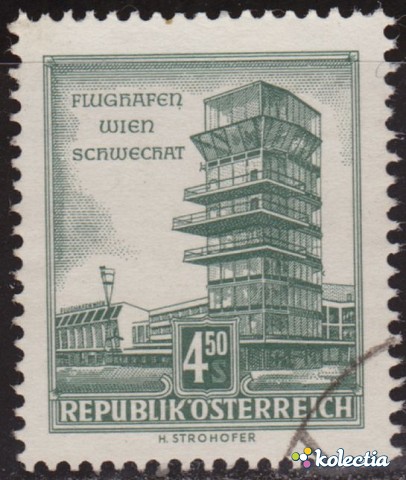 FLUGHAFEN
WIEN
SCHWECHAT
4 50
S
REPUBLIK ÖSTERREICH
H. STROHOFER
kolectia